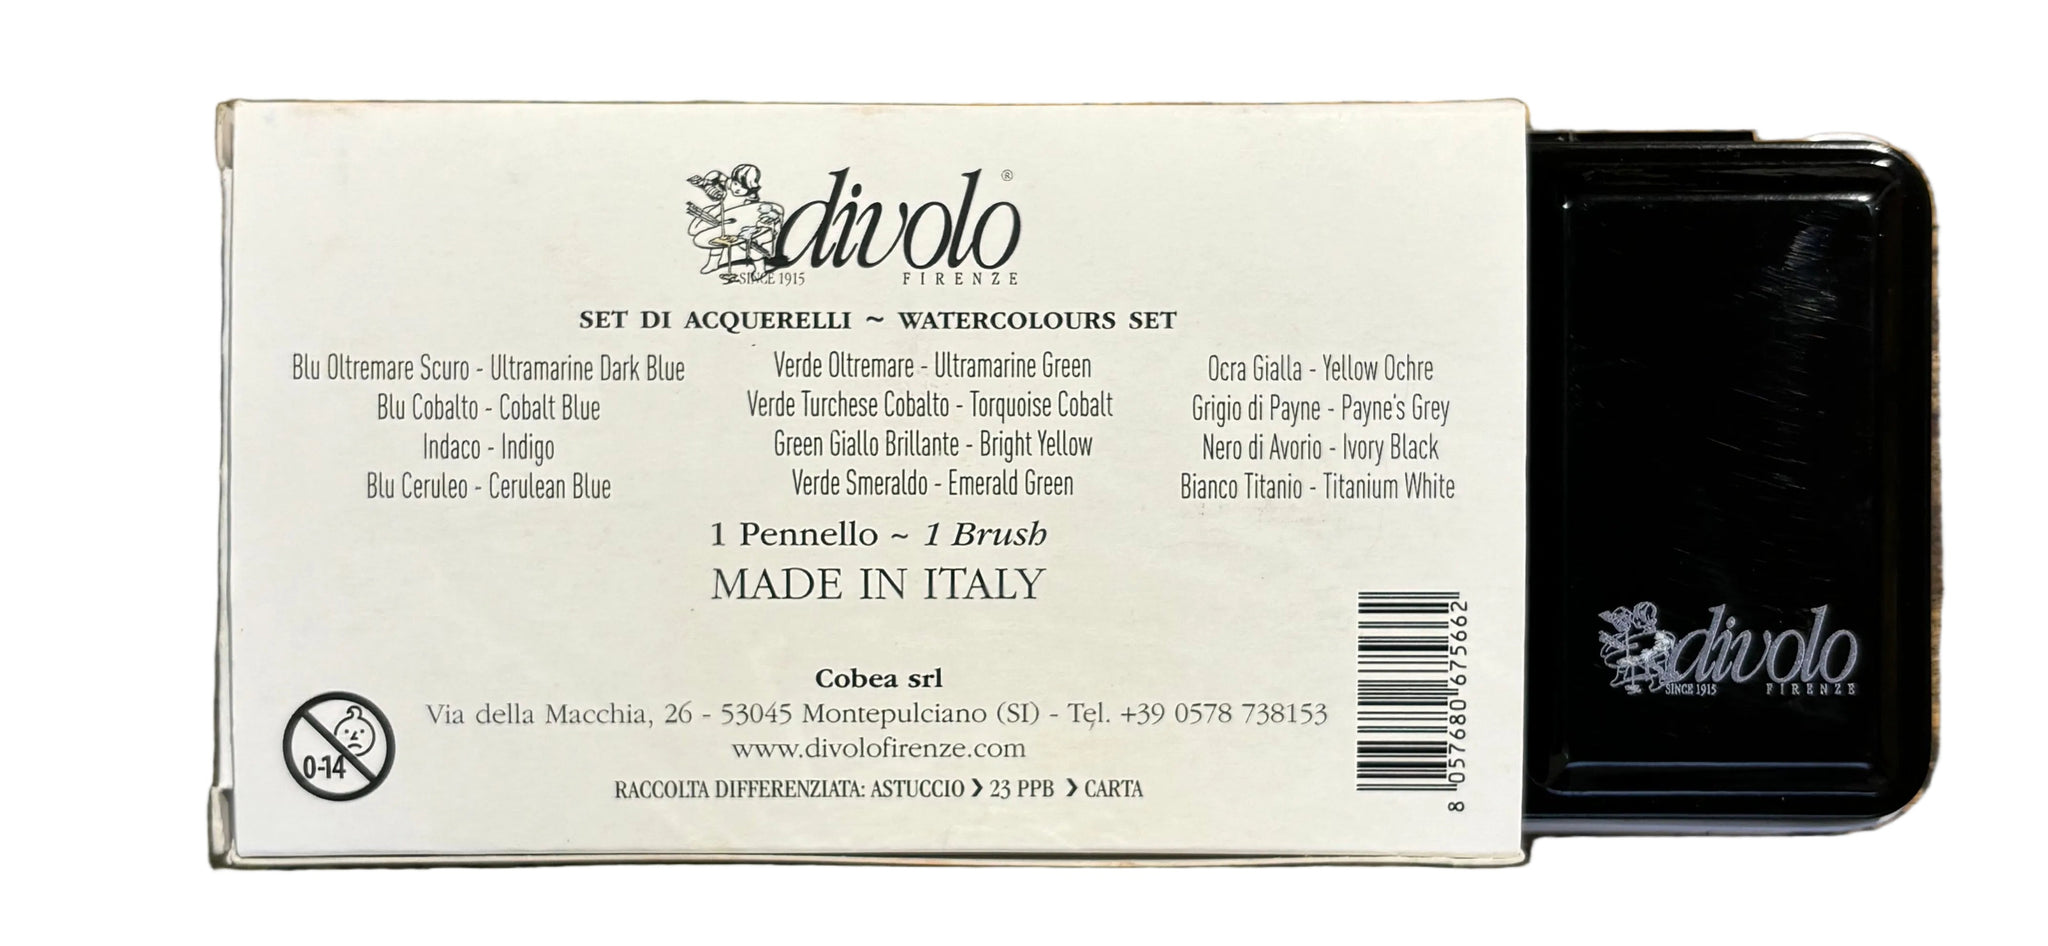 divolo®
SINCE 1915 FIRENZE
SET DI ACQUERELLI ~ WATERCOLOURS SET
Blu Oltremare Scuro - Ultramarine Dark Blue
Blu Cobalto - Cobalt Blue
Indaco - Indigo
Blu Ceruleo - Cerulean Blue
Verde Oltremare - Ultramarine Green
Verde Turchese Cobalto - Torquoise Cobalt
Green Giallo Brillante - Bright Yellow
Verde Smeraldo - Emerald Green
Ocra Gialla - Yellow Ochre
Grigio di Payne - Payne's Grey
Nero di Avorio - Ivory Black
Bianco Titanio - Titanium White
1 Pennello ~ 1 Brush
MADE IN ITALY
Cobea srl
Via della Macchia, 26 - 53045 Montepulciano (SI) - Tel. +39 0578 738153
www.divolofirenze.com
RACCOLTA DIFFERENZIATA: ASTUCCIO ❯ 23 PPB ❯ CARTA
0-14
8 057680 675662
divolo
SINCE 1915 FIRENZE